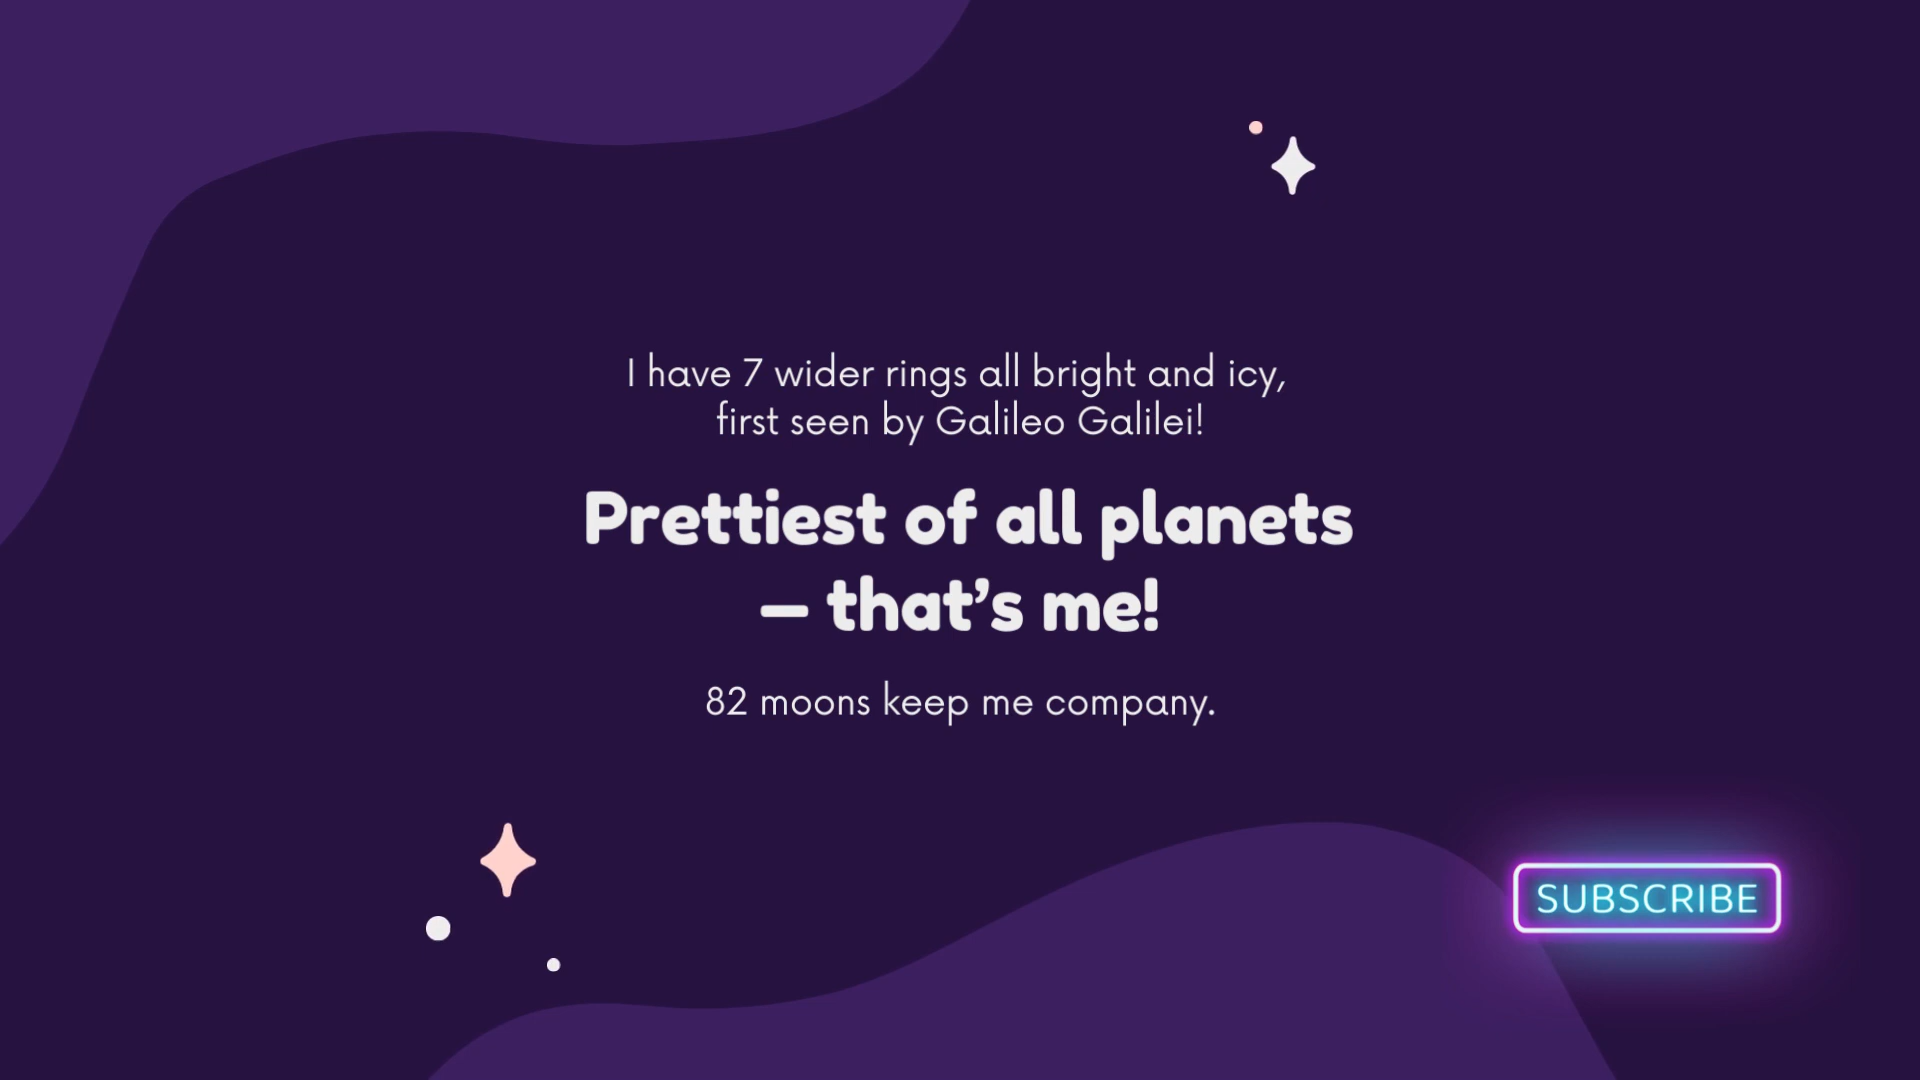 I have 7 wider rings all bright and icy,
first seen by Galileo Galilei!
Prettiest of all planets
– that’s me!
82 moons keep me company.
SUBSCRIBE